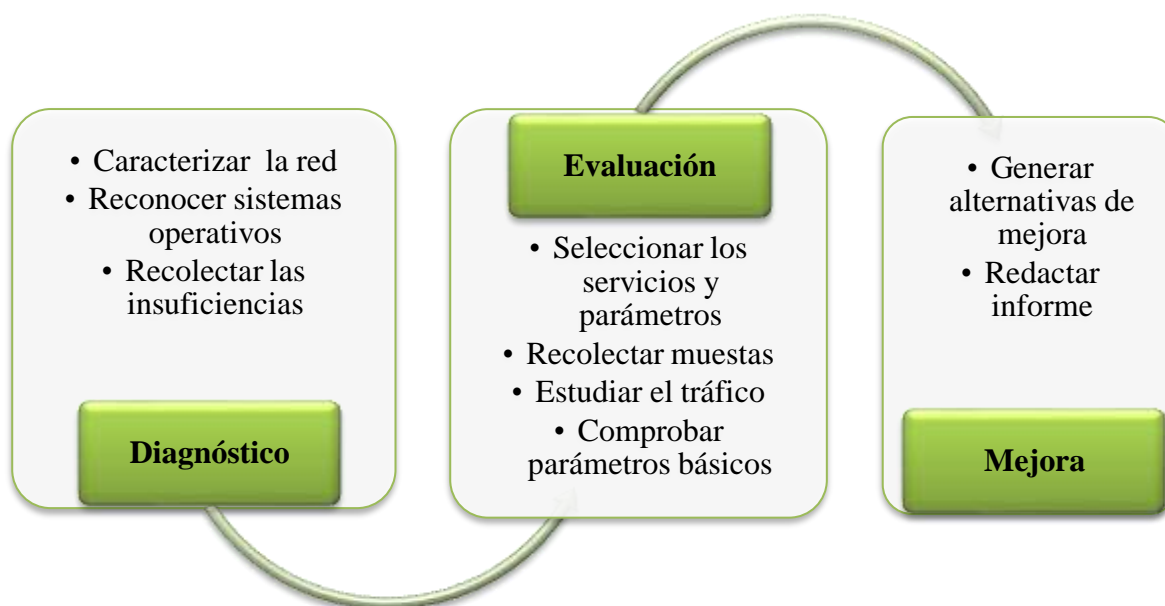 • Caracterizar la red
• Reconocer sistemas
operativos
• Recolectar las
insuficiencias
Diagnóstico
Evaluación
• Seleccionar los
servicios y
parámetros
• Recolectar muestas
• Estudiar el tráfico
• Comprobar
parámetros básicos
• Generar
alternativas de
mejora
• Redactar
informe
Mejora